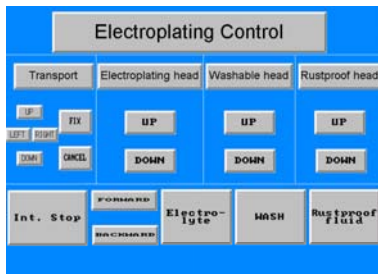 Electroplating Control
Transport
Electroplating head
Washable head
Rustproof head
UP
LEFT
RIGHT
DOWN
FIX
CANCEL
UP
DOWN
UP
DOWN
UP
DOWN
Int. Stop
FORWARD
BACKWARD
Electro-
lyte
WASH
Rustproof
fluid